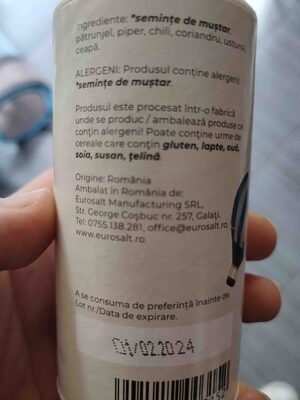 Ingrediente: *semințe de muștar,
pătrunjel, piper, chili, coriandru, usturoi,
ceapă.
ALERGENI: Produsul conține alergeni:
*semințe de muștar.
Produsul este procesat într-o fabrică
unde se produc / ambalează produse ce
conțin alergeni! Poate conține urme de
cereale care conțin gluten, lapte, ouă,
soia, susan, țelină.
Origine: România
Ambalat în România de:
Eurosalt Manufacturing SRL,
Str. George Coșbuc nr. 257, Galați.
Tel: 0755.138.281, office@eurosalt.ro,
www.eurosalt.ro
A se consuma de preferință înainte de:
Lot nr./Data de expirare.
01/02.2024